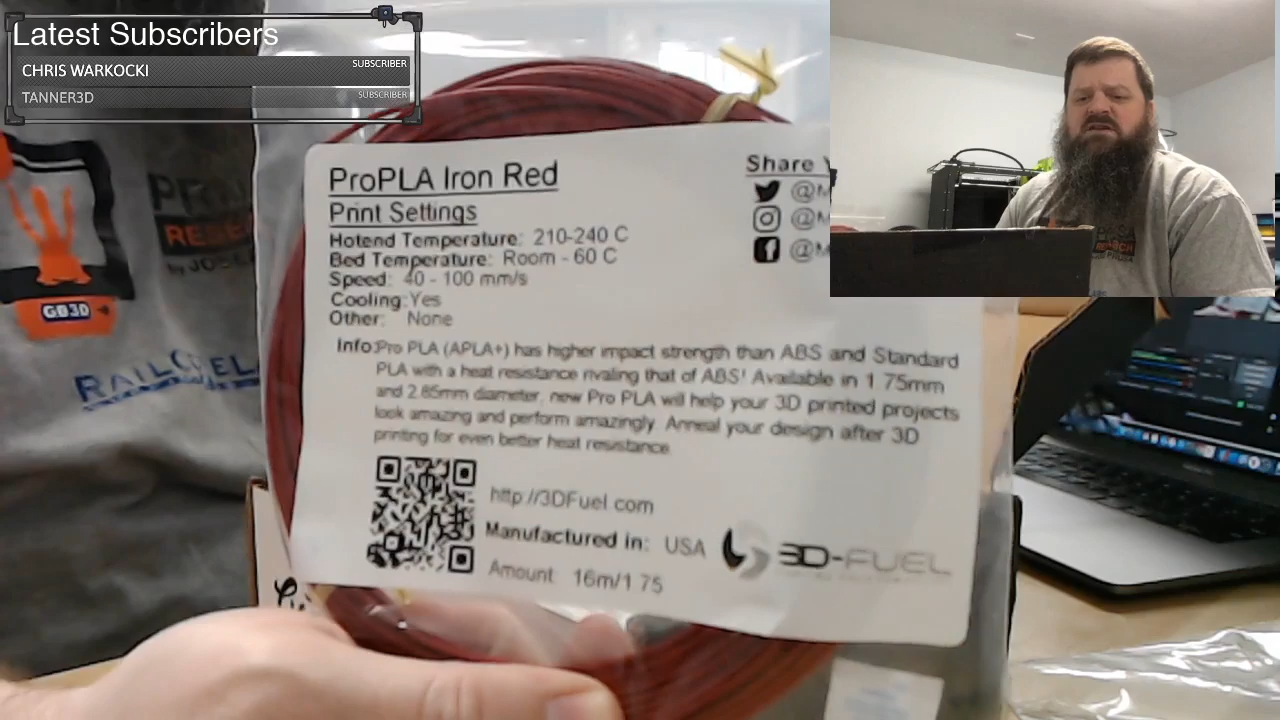 Latest Subscribers
CHRIS WARKOCKI SUBSCRIBER
TANNER3D SUBSCRIBER
ProPLA Iron Red
Print Settings
Hotend Temperature: 210-240 C
Bed Temperature: Room - 60 C
Speed: 40 - 100 mm/s
Cooling: Yes
Other: None
Info: Pro PLA (APLA+) has higher impact strength than ABS and Standard
PLA with a heat resistance rivaling that of ABS! Available in 1.75mm
and 2.85mm diameter, new Pro PLA will help your 3D printed projects
look amazing and perform amazingly. Anneal your design after 3D
printing for even better heat resistance.
http://3DFuel.com
Manufactured in: USA
3D-FUEL
Amount: 16m/1.75
Share
@M
@M
@M
GB3D